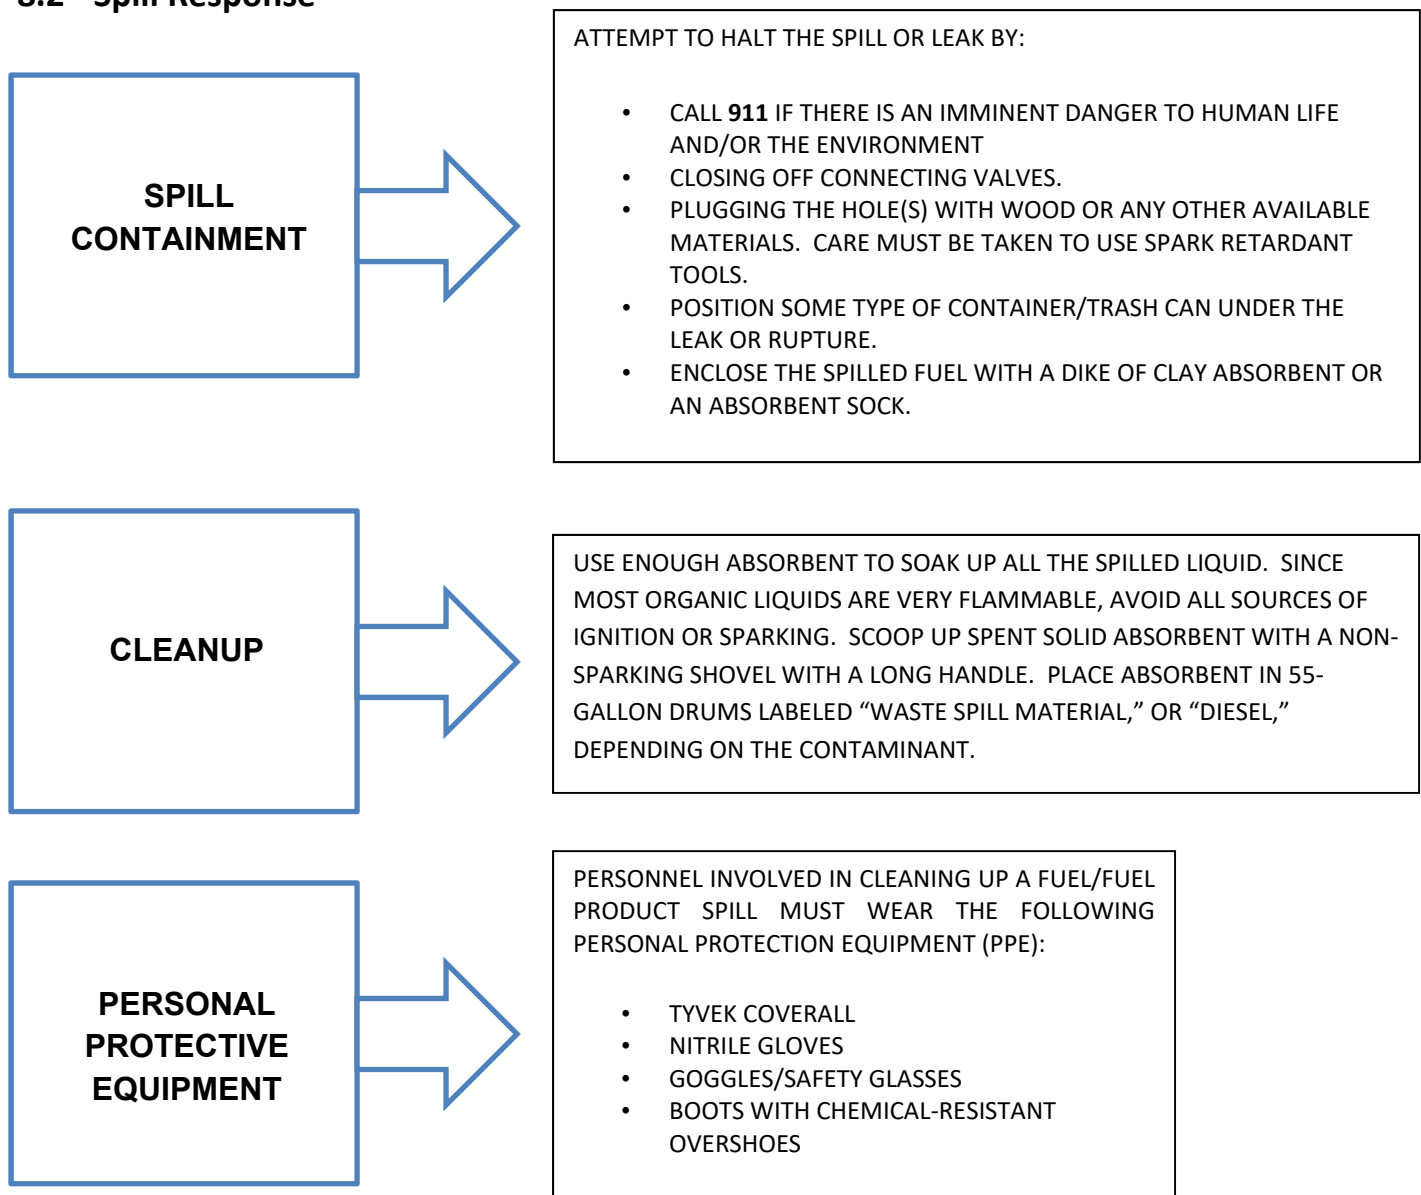 8.2 Spill Response
ATTEMPT TO HALT THE SPILL OR LEAK BY:
• CALL 911 IF THERE IS AN IMMINENT DANGER TO HUMAN LIFE
AND/OR THE ENVIRONMENT
• CLOSING OFF CONNECTING VALVES.
• PLUGGING THE HOLE(S) WITH WOOD OR ANY OTHER AVAILABLE
MATERIALS. CARE MUST BE TAKEN TO USE SPARK RETARDANT
TOOLS.
• POSITION SOME TYPE OF CONTAINER/TRASH CAN UNDER THE
LEAK OR RUPTURE.
• ENCLOSE THE SPILLED FUEL WITH A DIKE OF CLAY ABSORBENT OR
AN ABSORBENT SOCK.
SPILL
CONTAINMENT
CLEANUP
USE ENOUGH ABSORBENT TO SOAK UP ALL THE SPILLED LIQUID. SINCE
MOST ORGANIC LIQUIDS ARE VERY FLAMMABLE, AVOID ALL SOURCES OF
IGNITION OR SPARKING. SCOOP UP SPENT SOLID ABSORBENT WITH A NON-
SPARKING SHOVEL WITH A LONG HANDLE. PLACE ABSORBENT IN 55-
GALLON DRUMS LABELED “WASTE SPILL MATERIAL,” OR “DIESEL,”
DEPENDING ON THE CONTAMINANT.
PERSONAL
PROTECTIVE
EQUIPMENT
PERSONNEL INVOLVED IN CLEANING UP A FUEL/FUEL
PRODUCT SPILL MUST WEAR THE FOLLOWING
PERSONAL PROTECTION EQUIPMENT (PPE):
• TYVEK COVERALL
• NITRILE GLOVES
• GOGGLES/SAFETY GLASSES
• BOOTS WITH CHEMICAL-RESISTANT
OVERSHOES